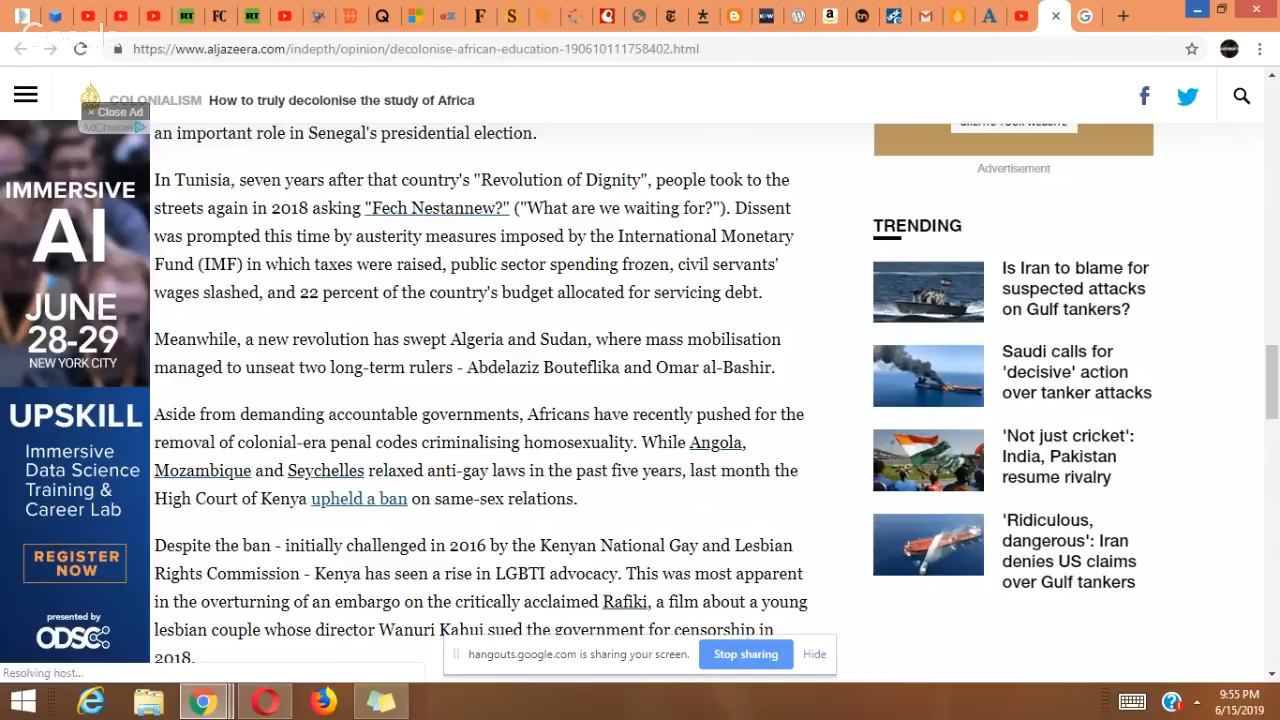 https://www.aljazeera.com/indepth/opinion/decolonise-african-education-190610111758402.html
COLONIALISM How to truly decolonise the study of Africa
× Close Ad
AdChoices
an important role in Senegal's presidential election.
In Tunisia, seven years after that country's "Revolution of Dignity", people took to the
streets again in 2018 asking "Fech Nestannew?" ("What are we waiting for?"). Dissent
was prompted this time by austerity measures imposed by the International Monetary
Fund (IMF) in which taxes were raised, public sector spending frozen, civil servants'
wages slashed, and 22 percent of the country's budget allocated for servicing debt.
Meanwhile, a new revolution has swept Algeria and Sudan, where mass mobilisation
managed to unseat two long-term rulers - Abdelaziz Bouteflika and Omar al-Bashir.
Aside from demanding accountable governments, Africans have recently pushed for the
removal of colonial-era penal codes criminalising homosexuality. While Angola,
Mozambique and Seychelles relaxed anti-gay laws in the past five years, last month the
High Court of Kenya upheld a ban on same-sex relations.
Despite the ban - initially challenged in 2016 by the Kenyan National Gay and Lesbian
Rights Commission - Kenya has seen a rise in LGBTI advocacy. This was most apparent
in the overturning of an embargo on the critically acclaimed Rafiki, a film about a young
lesbian couple whose director Wanuri Kahui sued the government for censorship in
2018.
IMMERSIVE
AI
JUNE
28-29
NEW YORK CITY
UPSKILL
Immersive
Data Science
Training &
Career Lab
REGISTER
NOW
presented by
ODSC
CREATE YOUR WEBSITE
Advertisement
TRENDING
Is Iran to blame for
suspected attacks
on Gulf tankers?
Saudi calls for
'decisive' action
over tanker attacks
'Not just cricket':
India, Pakistan
resume rivalry
'Ridiculous,
dangerous': Iran
denies US claims
over Gulf tankers
hangouts.google.com is sharing your screen.
Stop sharing
Hide
Resolving host...
9:55 PM
6/15/2019